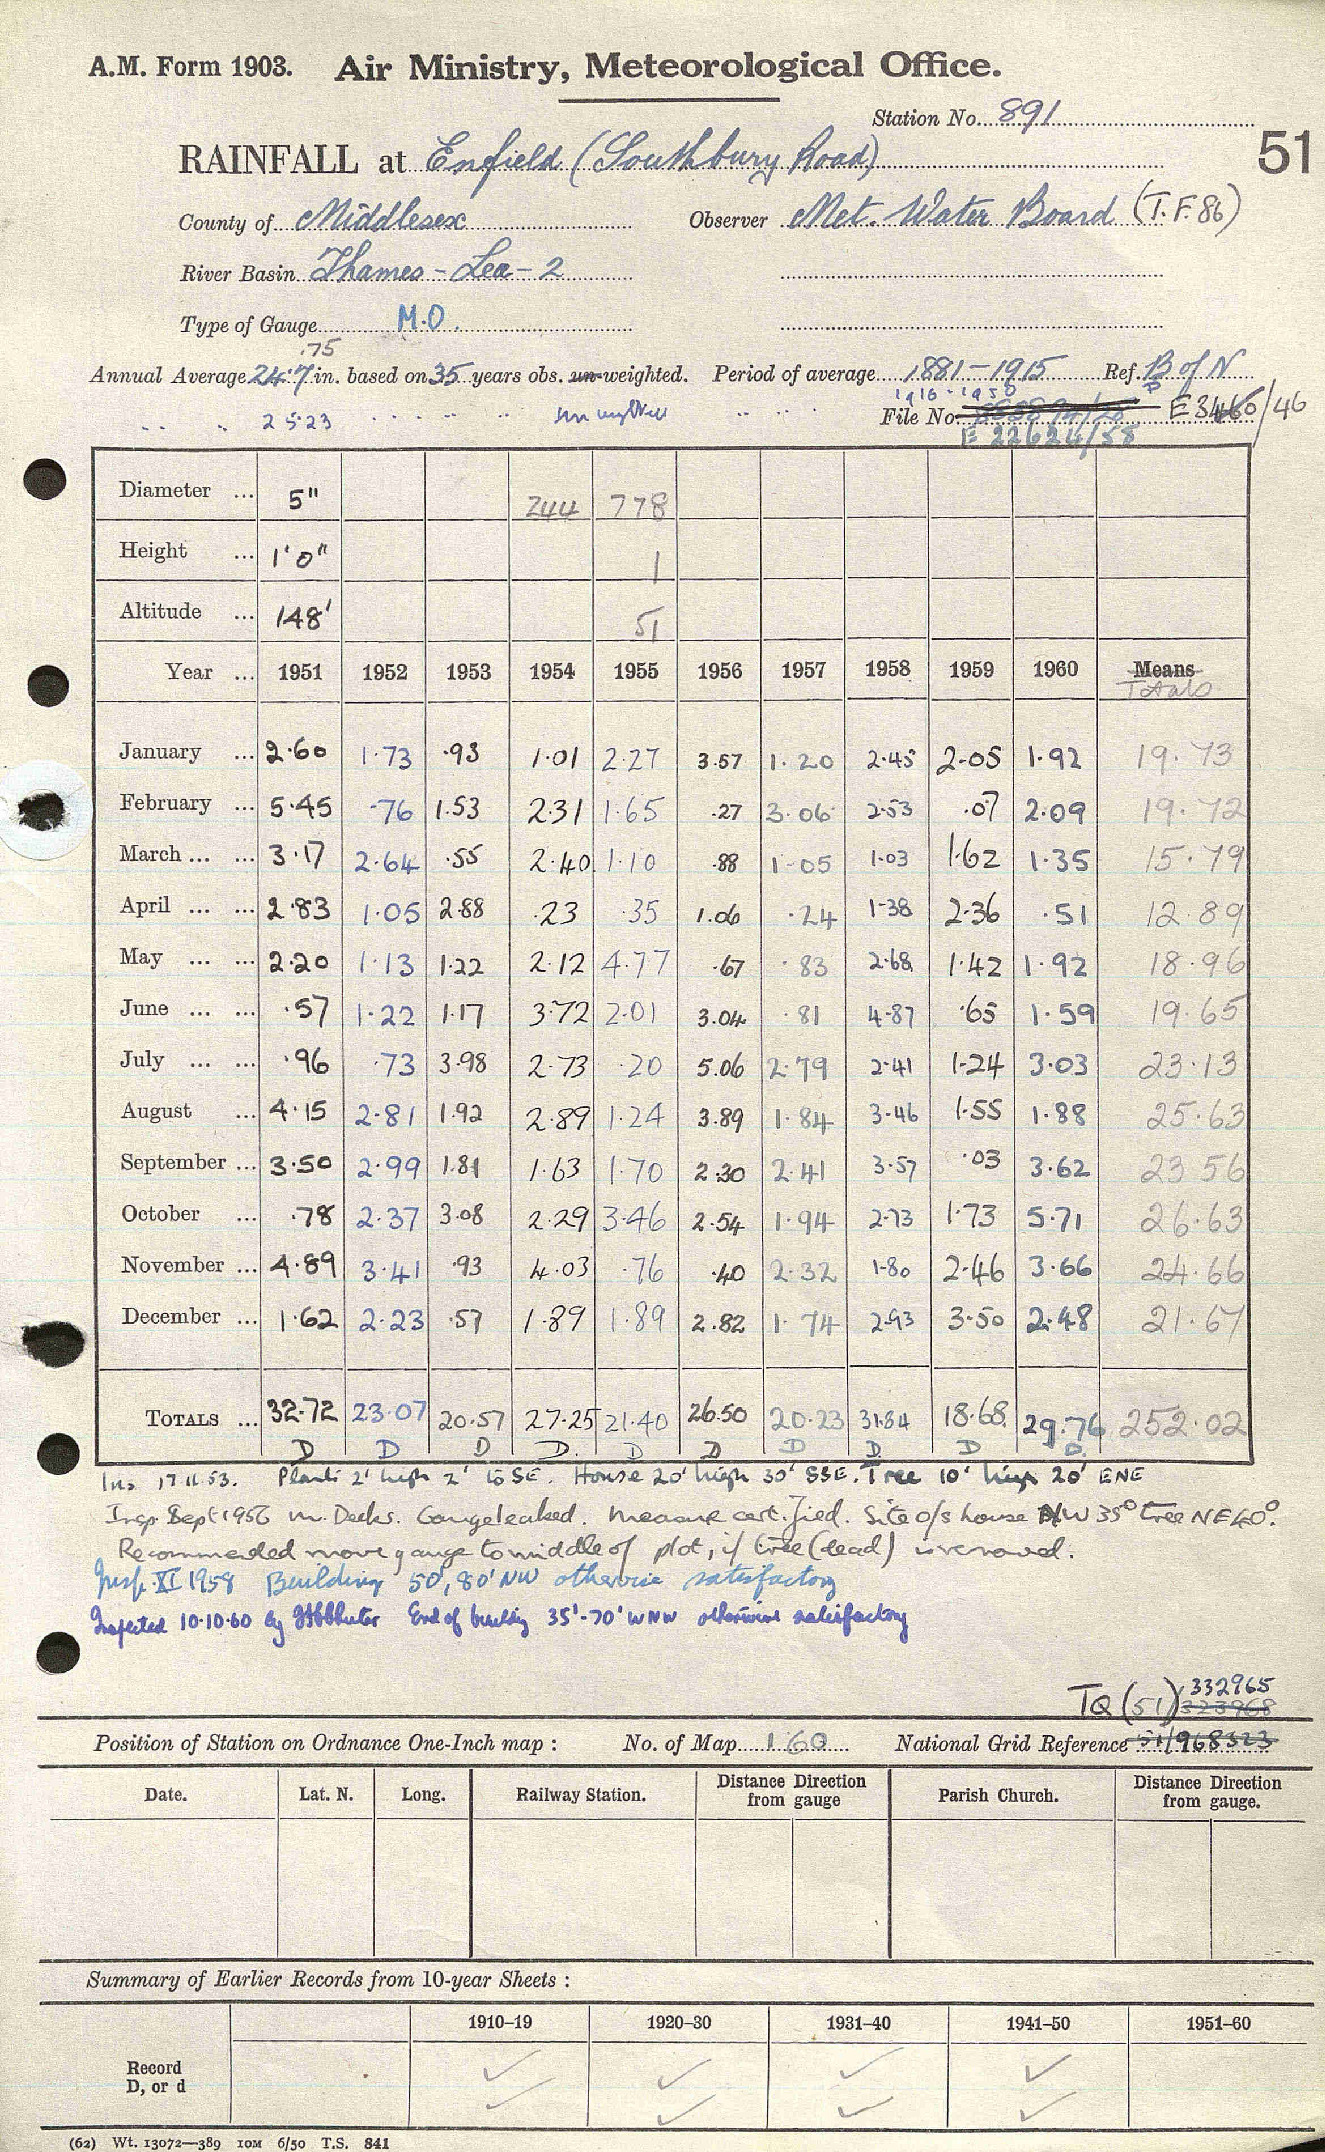 A.M. Form 1903. Air Ministry, Meteorological Office.
Station No. 891
51
RAINFALL at Enfield (Southbury Road)
County of Middlesex Observer Met. Water Board (T.F. 86)
River Basin Thames - Lea - 2
Type of Gauge M.O.
.75
Annual Average 24.7 in. based on 35 years obs. un-weighted. Period of average 1881-1915 Ref. B of N
1916-1950
25.23 unweighted File No. E 3460/46
E 22624/58
Diameter ... 5" 244 778
Height ... 1'0" 1
Altitude ... 148' 51
Year ... 1951 1952 1953 1954 1955 1956 1957 1958 1959 1960 Means
Totals
January ... 2.60 1.73 .93 1.01 2.27 3.57 1.20 2.45 2.05 1.92 19.73
February ... 5.45 .76 1.53 2.31 1.65 .27 3.06 2.53 .07 2.09 19.72
March ... ... 3.17 2.64 .55 2.40 1.10 .88 1.05 1.03 1.62 1.35 15.79
April ... ... 2.83 1.05 2.88 .23 .35 1.06 .24 1.38 2.36 .51 12.89
May ... ... 2.20 1.13 1.22 2.12 4.77 .67 .83 2.68 1.42 1.92 18.96
June ... ... .57 1.22 1.17 3.72 2.01 3.04 .81 4.87 .65 1.59 19.65
July ... ... .96 .73 3.98 2.73 .20 5.06 2.79 2.41 1.24 3.03 23.13
August ... 4.15 2.81 1.92 2.89 1.24 3.89 1.84 3.46 1.55 1.88 25.63
September ... 3.50 2.99 1.81 1.63 1.70 2.30 2.41 3.57 .03 3.62 23.56
October ... .78 2.37 3.08 2.29 3.46 2.54 1.94 2.73 1.73 5.71 26.63
November ... 4.89 3.41 .93 4.03 .76 .40 2.32 1.80 2.46 3.66 24.66
December ... 1.62 2.23 .57 1.89 1.89 2.82 1.74 2.93 3.50 2.48 21.67
TOTALS ... 32.72 23.07 20.57 27.25 21.40 26.50 20.23 31.84 18.68 29.76 252.02
D D D D. D D D D D D.
Ins 17.11.53. Plants 2' high 2' to SE. House 20' high 30' SSE. Tree 10' high 20' ENE
Insp. Sept 1956 Gauge leaked. Measure certified. Site o/s house NW 35° tree NE 40°.
Recommended move gauge to middle of plot, if tree (dead) is removed.
Insp. XI 1958 Building 50', 80' NW otherwise satisfactory
Inspected 10.10.60 by End of building 35'-70' WNW otherwise satisfactory
TQ (51) 332965
323968
Position of Station on Ordnance One-Inch map : No. of Map 160 National Grid Reference 51/968323
Date. Lat. N. Long. Railway Station. Distance Direction from gauge Parish Church. Distance Direction from gauge.
Summary of Earlier Records from 10-year Sheets :
1910–19 1920–30 1931–40 1941–50 1951–60
Record ✓ ✓ ✓ ✓
D, or d ✓ ✓ ✓ ✓
(62) Wt. 13072—389 10M 6/50 T.S. 841